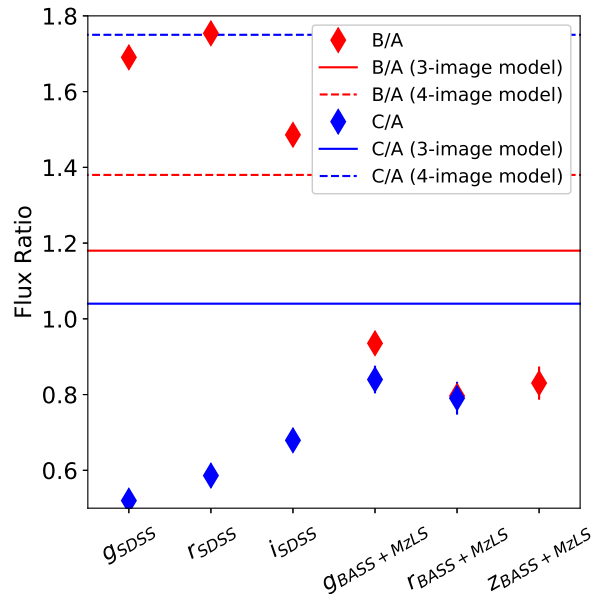 1.8
1.6
1.4
1.2
1.0
0.8
0.6
Flux Ratio
B/A
B/A (3-image model)
B/A (4-image model)
C/A
C/A (3-image model)
C/A (4-image model)
gSDSS
rSDSS
iSDSS
gBASS + MzLS
rBASS + MzLS
zBASS + MzLS